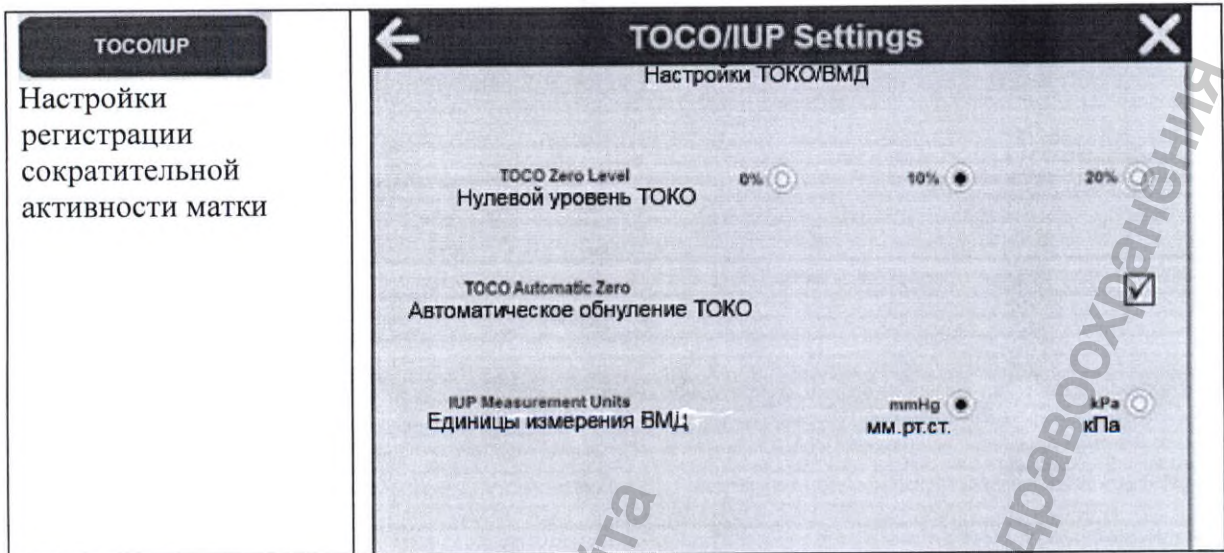 TOCO/IUP
Настройки
регистрации
сократительной
активности матки
TOCO/IUP Settings
Настройки ТОКО/ВМД
TOCO Zero Level 0% 10% 20%
Нулевой уровень ТОКО
TOCO Automatic Zero
Автоматическое обнуление ТОКО
IUP Measurement Units mmHg kPa
Единицы измерения ВМД мм.рт.ст. кПа